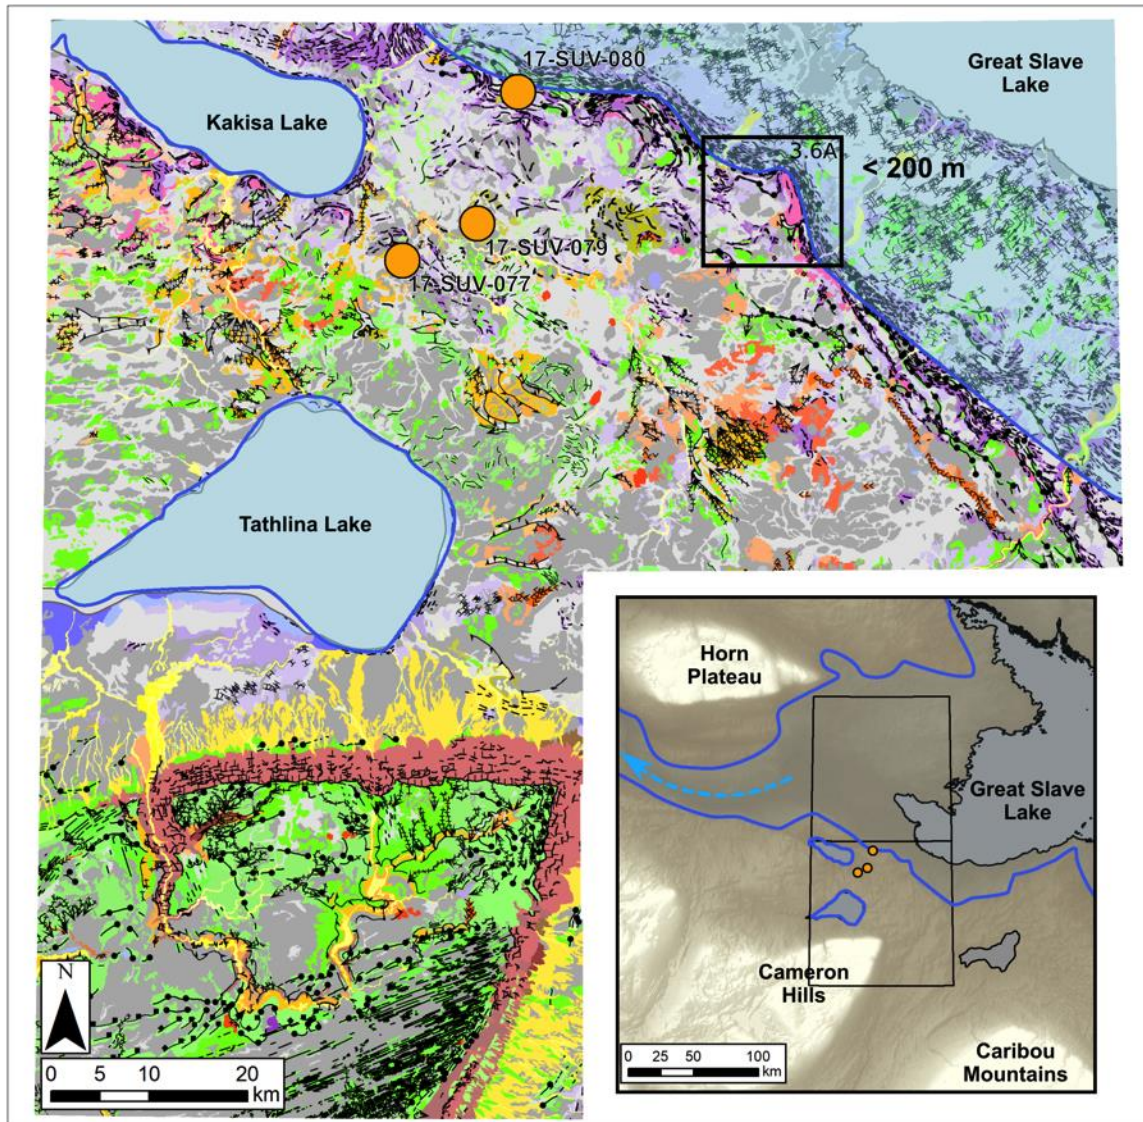 17-SUV-080
Great Slave
Lake
Kakisa Lake
3.6A
< 200 m
17-SUV-079
17-SUV-077
Tathlina Lake
N
0 5 10 20
km
Horn
Plateau
Great Slave
Lake
Cameron
Hills
0 25 50 100
km
Caribou
Mountains